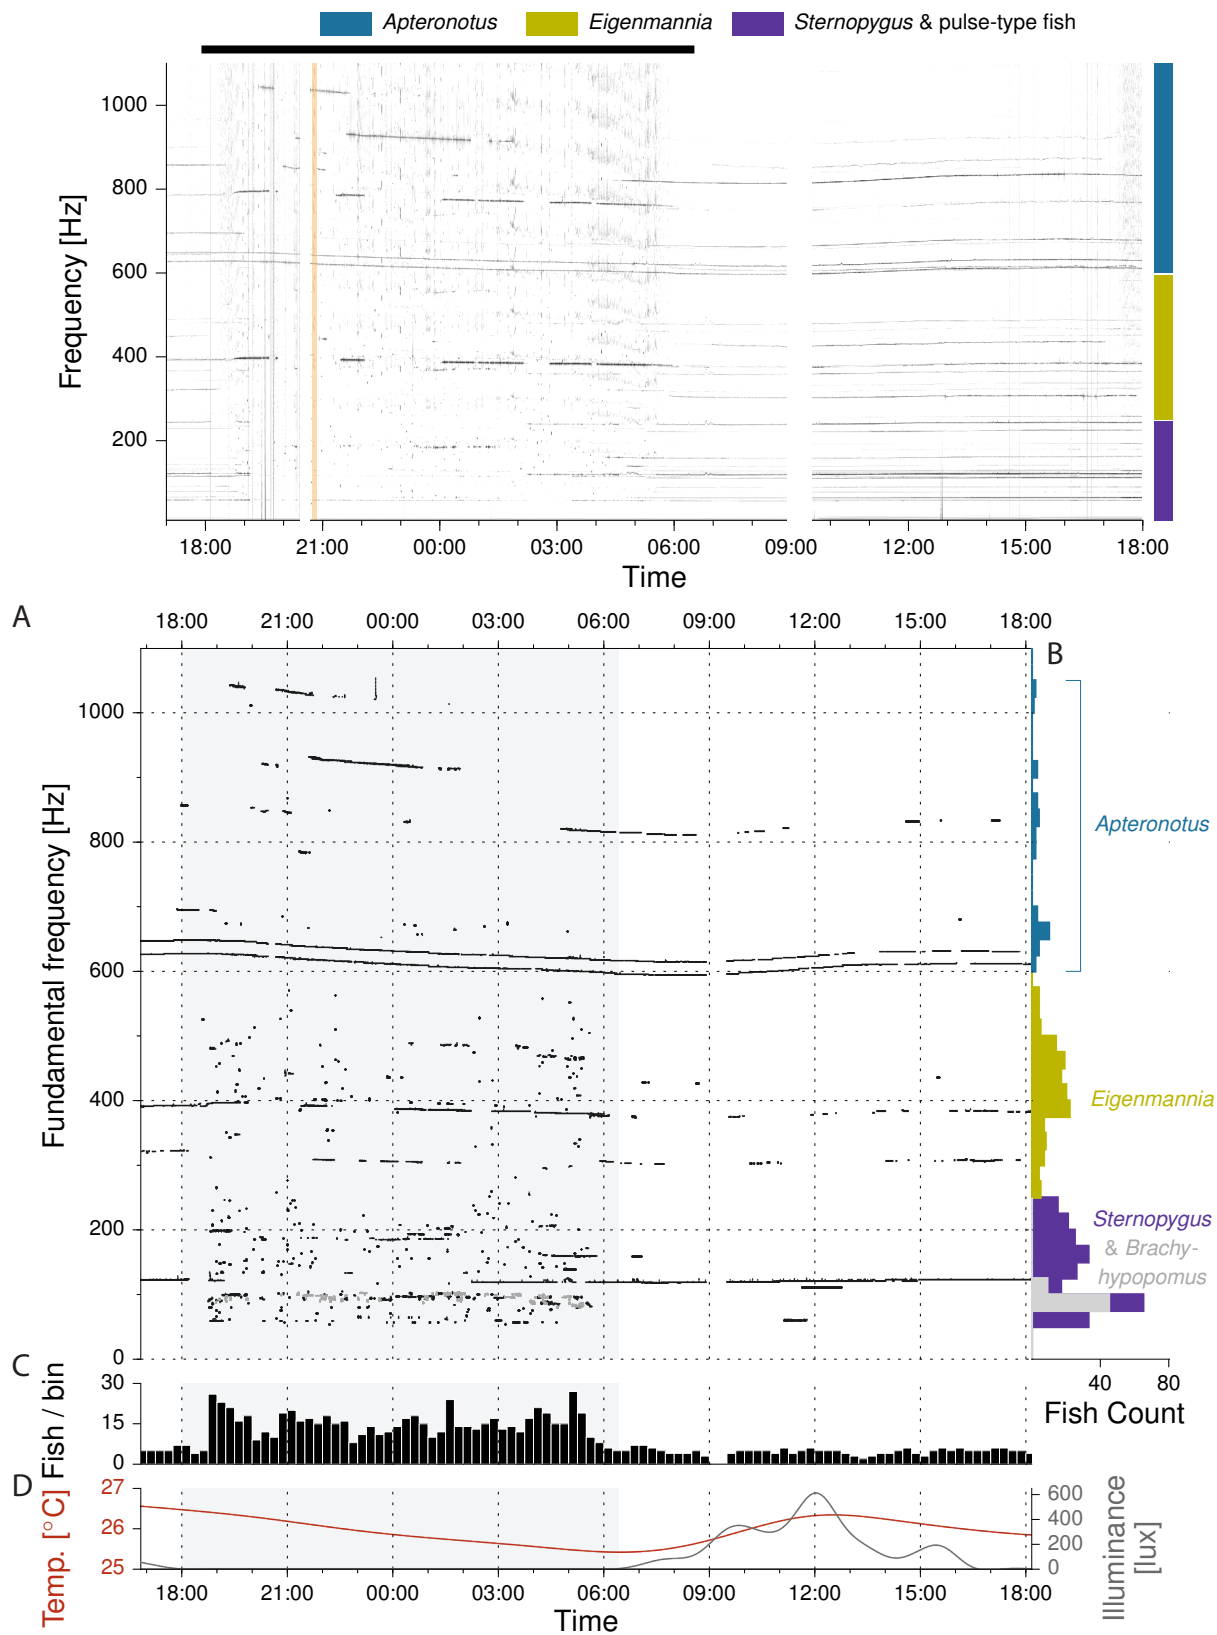 Apteronotus Eigenmannia Sternopygus & pulse-type fish
Frequency [Hz]
1000
800
600
400
200
18:00 21:00 00:00 03:00 06:00 09:00 12:00 15:00 18:00
Time
A
18:00 21:00 00:00 03:00 06:00 09:00 12:00 15:00 18:00
B
Fundamental frequency [Hz]
1000
800
600
400
200
0
Apteronotus
Eigenmannia
Sternopygus
& Brachy-
hypopomus
40 80
Fish Count
C
Fish / bin
30
15
0
D
Temp. [°C]
27
26
25
600
400
200
0
Illuminance
[lux]
18:00 21:00 00:00 03:00 06:00 09:00 12:00 15:00 18:00
Time